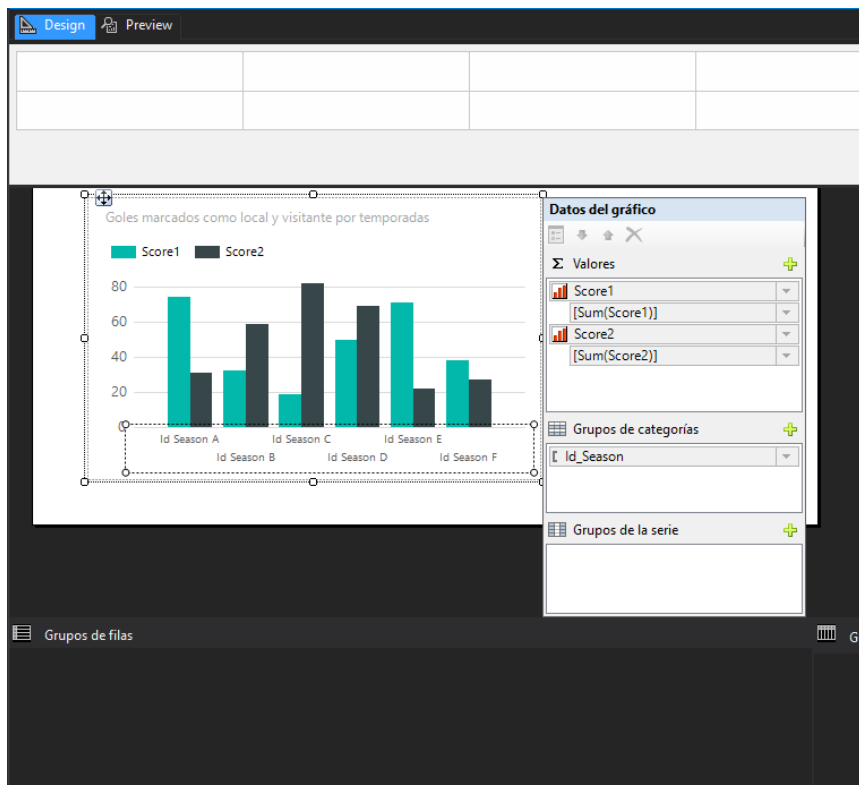 Design Preview
Goles marcados como local y visitante por temporadas
Score1 Score2
80
60
40
20
0
Id Season A Id Season C Id Season E
Id Season B Id Season D Id Season F
Datos del gráfico
Σ Valores
Score1
[Sum(Score1)]
Score2
[Sum(Score2)]
Grupos de categorías
Id_Season
Grupos de la serie
Grupos de filas
G